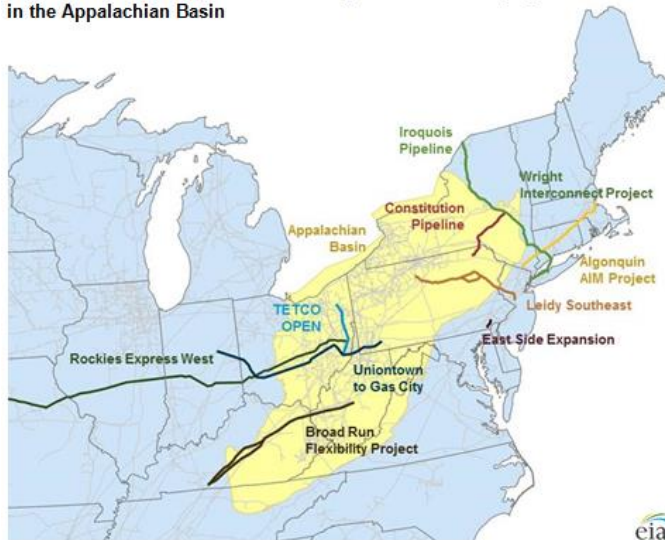 in the Appalachian Basin
Iroquois
Pipeline
Wright
Interconnect Project
Constitution
Pipeline
Appalachian
Basin
Algonquin
AIM Project
Leidy Southeast
TETCO
OPEN
East Side Expansion
Rockies Express West
Uniontown
to Gas City
Broad Run
Flexibility Project
eia